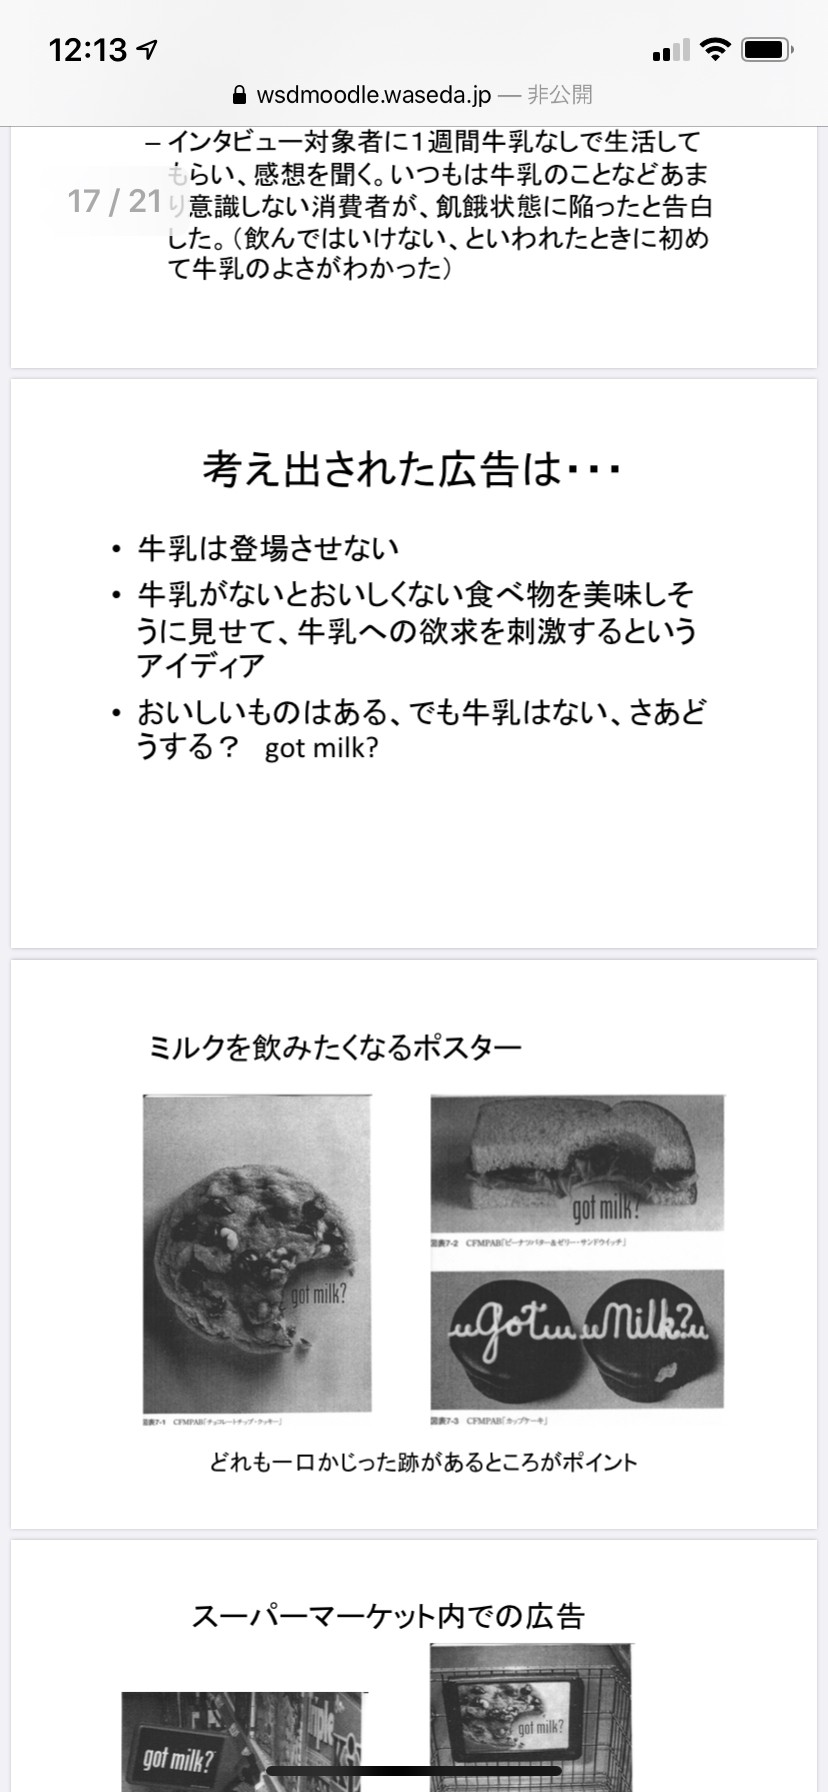 12:13
wsdmoodle.waseda.jp — 非公開
– インタビュー対象者に1週間牛乳なしで生活して
もらい、感想を聞く。いつもは牛乳のことなどあま
17 / 21
り意識しない消費者が、飢餓状態に陥ったと告白
した。（飲んではいけない、といわれたときに初め
て牛乳のよさがわかった）
考え出された広告は・・・
• 牛乳は登場させない
• 牛乳がないとおいしくない食べ物を美味しそ
うに見せて、牛乳への欲求を刺激するという
アイディア
• おいしいものはある、でも牛乳はない、さあど
うする？ got milk?
ミルクを飲みたくなるポスター
got milk?
図表7-1 CFMPAB「チョコレートチップ・クッキー」
got milk?
図表7-2 CFMPAB「ピーナツバター&ゼリー・サンドウイッチ」
Got Milk?
図表7-3 CFMPAB「カップケーキ」
どれも一口かじった跡があるところがポイント
スーパーマーケット内での広告
got milk?
got milk?